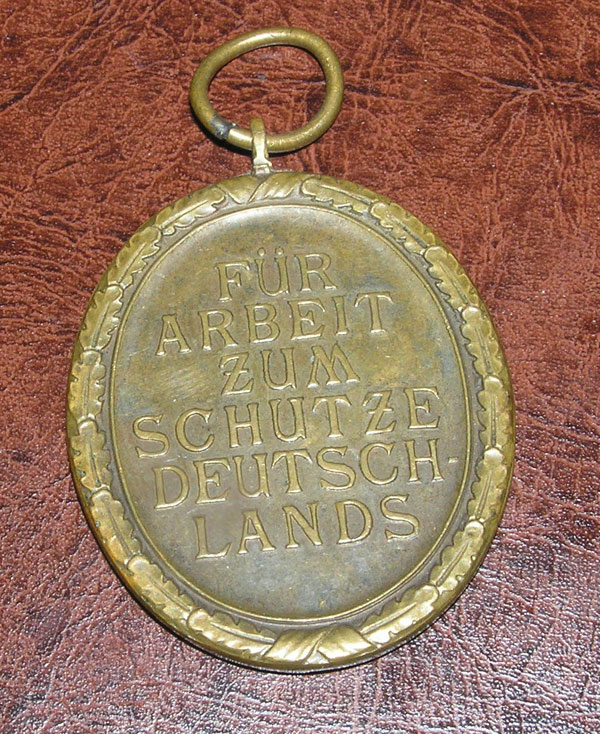 FÜR
ARBEIT
ZUM
SCHUTZE
DEUTSCH-
LANDS